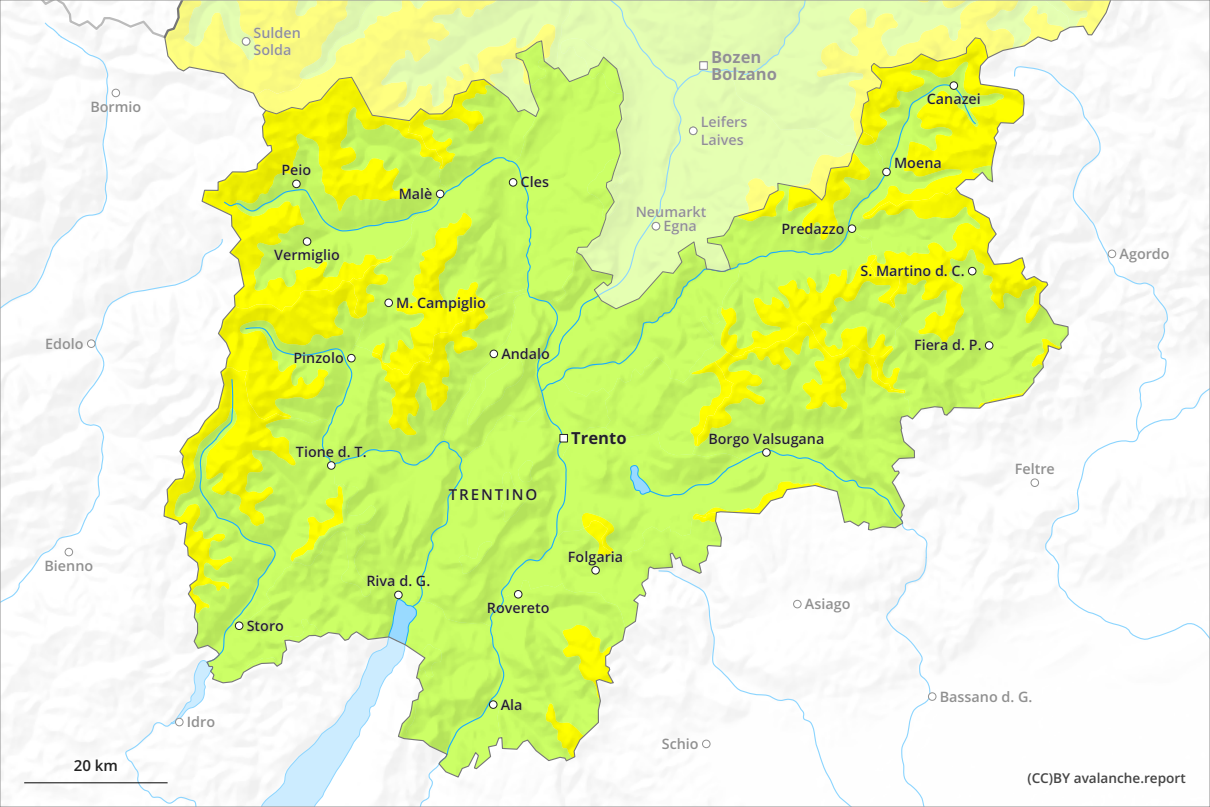 Sulden
Solda
Bozen
Bolzano
Bormio
Canazei
Leifers
Laives
Moena
Peio
Malè
Cles
Neumarkt
Egna
Predazzo
Vermiglio
Agordo
S. Martino d. C.
M. Campiglio
Edolo
Pinzolo
Andalo
Fiera d. P.
Trento
Borgo Valsugana
Tione d. T.
Feltre
TRENTINO
Bienno
Folgaria
Riva d. G.
Rovereto
Asiago
Storo
Idro
Ala
Bassano d. G.
Schio
20 km
(CC)BY avalanche.report